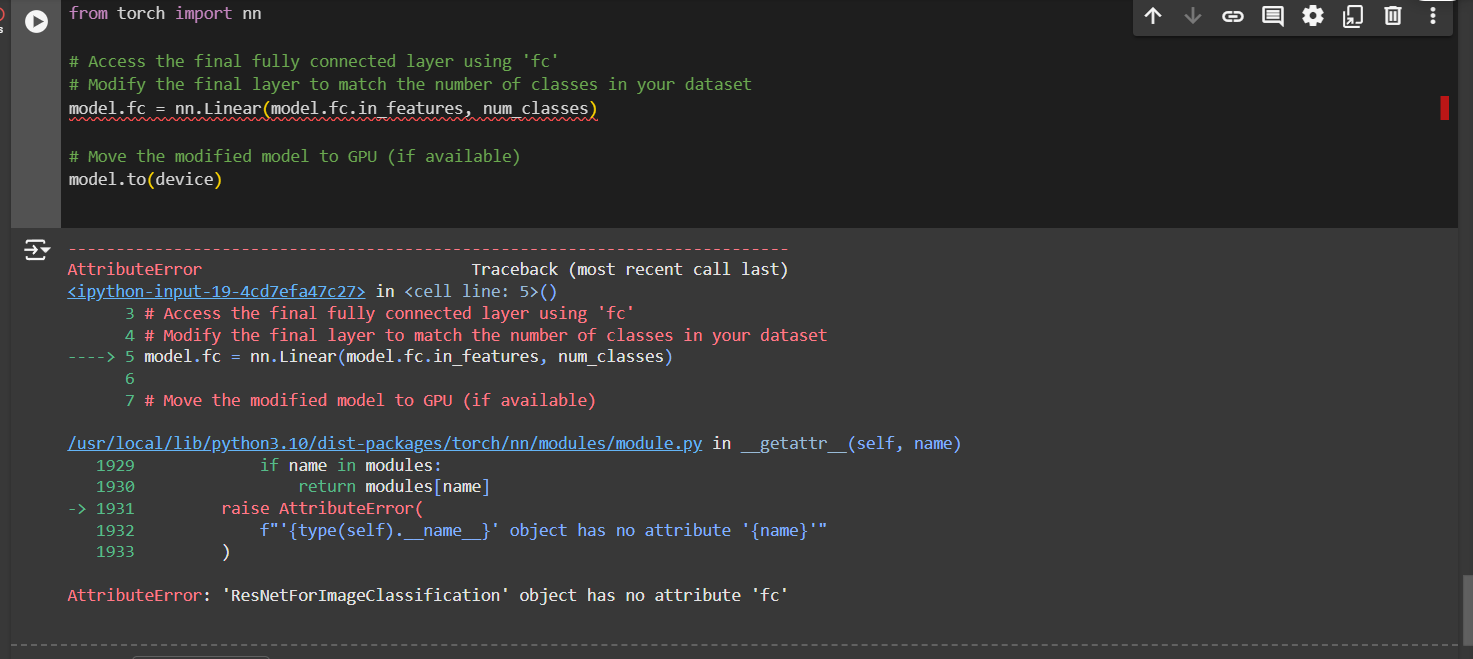 from torch import nn
# Access the final fully connected layer using 'fc'
# Modify the final layer to match the number of classes in your dataset
model.fc = nn.Linear(model.fc.in_features, num_classes)
# Move the modified model to GPU (if available)
model.to(device)
---------------------------------------------------------------------------
AttributeError                            Traceback (most recent call last)
<ipython-input-19-4cd7efa47c27> in <cell line: 5>()
      3 # Access the final fully connected layer using 'fc'
      4 # Modify the final layer to match the number of classes in your dataset
----> 5 model.fc = nn.Linear(model.fc.in_features, num_classes)
      6
      7 # Move the modified model to GPU (if available)
/usr/local/lib/python3.10/dist-packages/torch/nn/modules/module.py in __getattr__(self, name)
   1929             if name in modules:
   1930                 return modules[name]
-> 1931         raise AttributeError(
   1932             f"'{type(self).__name__}' object has no attribute '{name}'"
   1933         )
AttributeError: 'ResNetForImageClassification' object has no attribute 'fc'